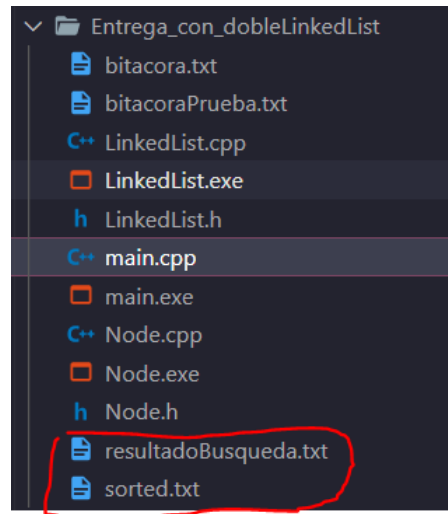 Entrega_con_dobleLinkedList
bitacora.txt
bitacoraPrueba.txt
C++ LinkedList.cpp
LinkedList.exe
h LinkedList.h
C++ main.cpp
main.exe
C++ Node.cpp
Node.exe
h Node.h
resultadoBusqueda.txt
sorted.txt